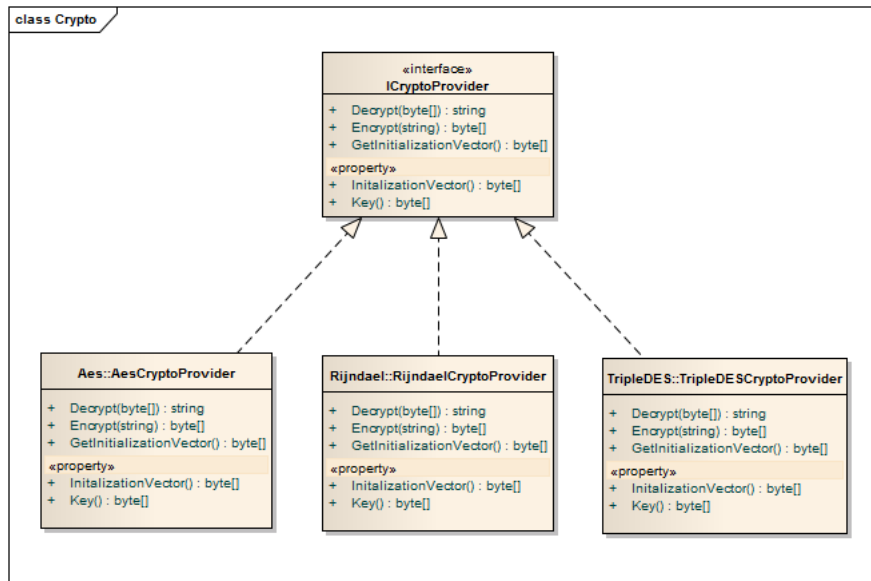 class Crypto
«interface»
ICryptoProvider
+ Decrypt(byte[]) : string
+ Encrypt(string) : byte[]
+ GetInitializationVector() : byte[]
«property»
+ InitalizationVector() : byte[]
+ Key() : byte[]
Aes::AesCryptoProvider
+ Decrypt(byte[]) : string
+ Encrypt(string) : byte[]
+ GetInitializationVector() : byte[]
«property»
+ InitalizationVector() : byte[]
+ Key() : byte[]
Rijndael::RijndaelCryptoProvider
+ Decrypt(byte[]) : string
+ Encrypt(string) : byte[]
+ GetInitializationVector() : byte[]
«property»
+ InitalizationVector() : byte[]
+ Key() : byte[]
TripleDES::TripleDESCryptoProvider
+ Decrypt(byte[]) : string
+ Encrypt(string) : byte[]
+ GetInitializationVector() : byte[]
«property»
+ InitalizationVector() : byte[]
+ Key() : byte[]